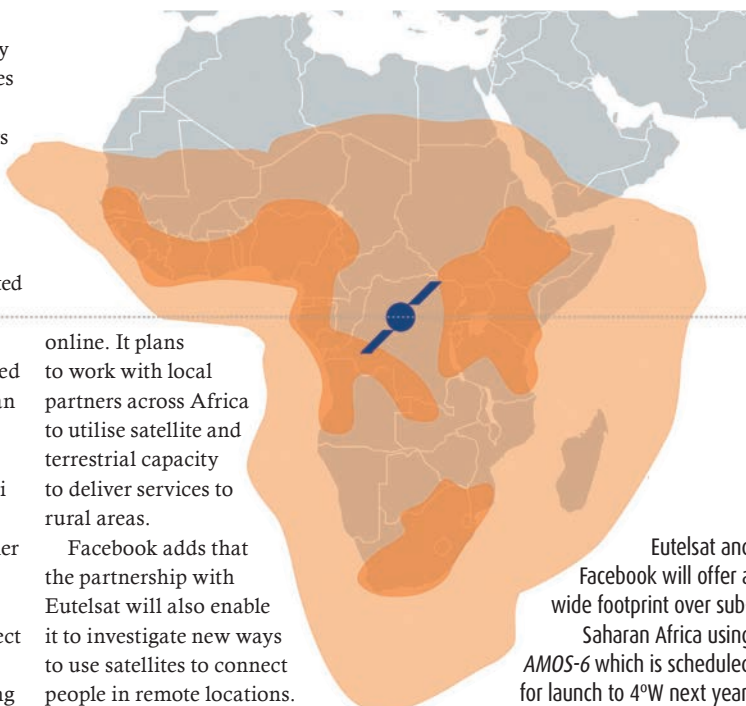 online. It plans
to work with local
partners across Africa
to utilise satellite and
terrestrial capacity
to deliver services to
rural areas.
Facebook adds that
the partnership with
Eutelsat will also enable
it to investigate new ways
to use satellites to connect
people in remote locations.
Eutelsat and
Facebook will offer a
wide footprint over sub-
Saharan Africa using
AMOS-6 which is scheduled
for launch to 4ºW next year